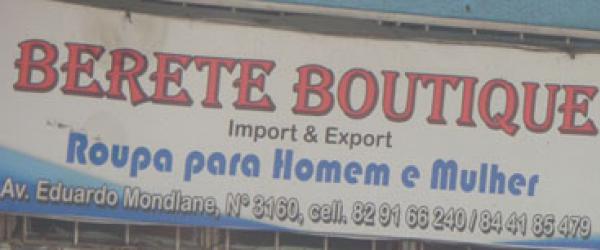 BERETE BOUTIQUE
Import & Export
Roupa para Homem e Mulher
Av. Eduardo Mondlane, Nº 3160, cell. 82 91 66 240 / 84 41 85 479